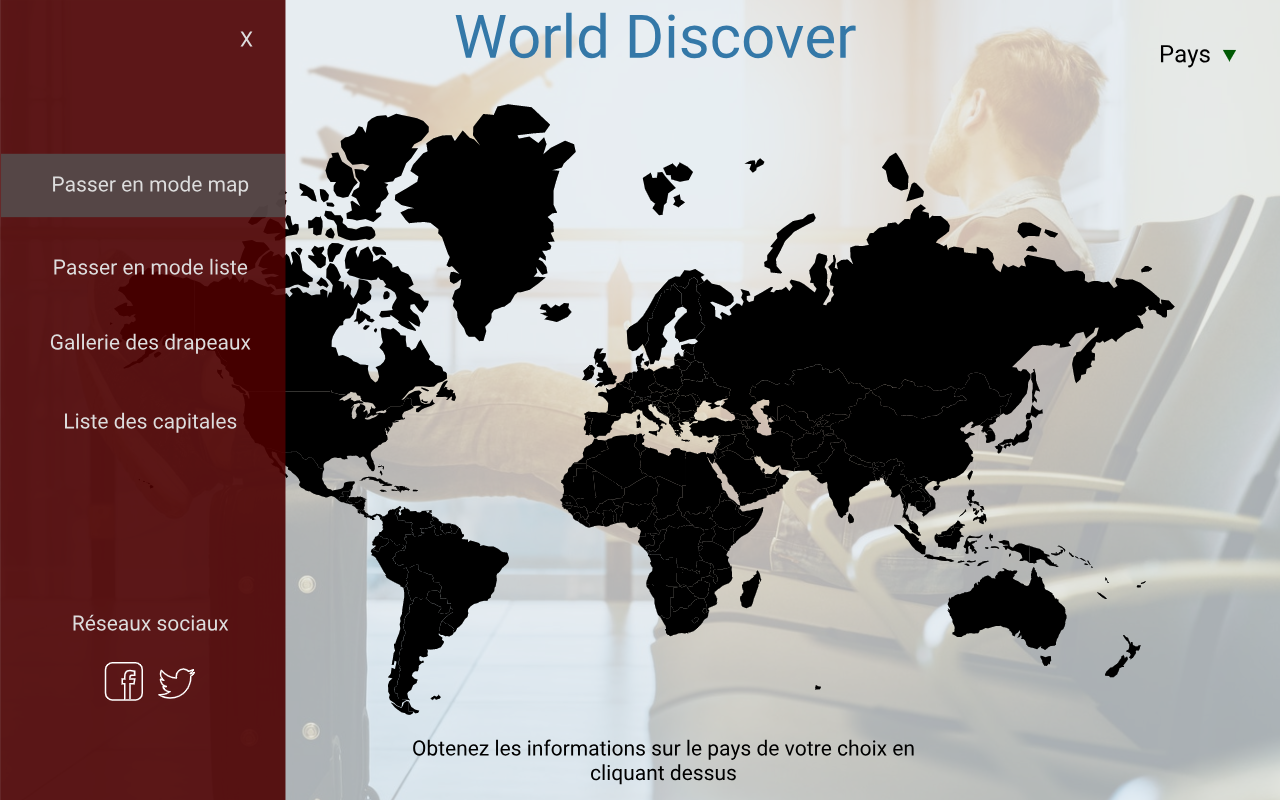 World Discover
X
Pays
Passer en mode map
Passer en mode liste
Gallerie des drapeaux
Liste des capitales
Réseaux sociaux
Obtenez les informations sur le pays de votre choix en
cliquant dessus